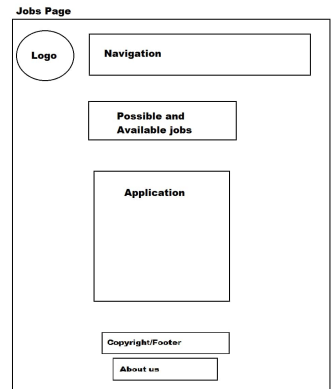 Jobs Page
Logo
Navigation
Possible and
Available jobs
Application
Copyright/Footer
About us